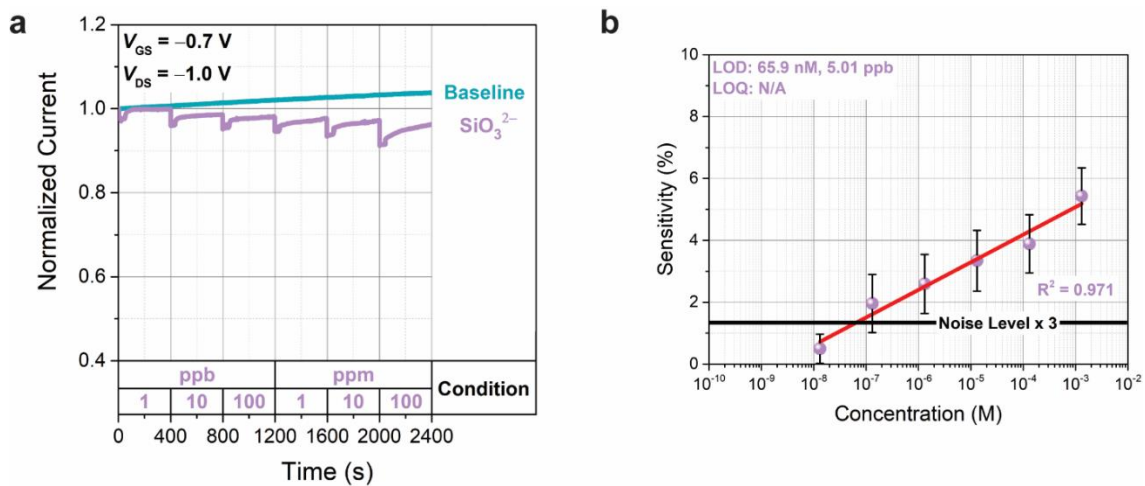 a
V_GS = −0.7 V
V_DS = −1.0 V
Normalized Current
1.2
1.0
0.8
0.6
0.4
Baseline
SiO₃²⁻
ppb ppm Condition
1 10 100 1 10 100
0 400 800 1200 1600 2000 2400
Time (s)
b
LOD: 65.9 nM, 5.01 ppb
LOQ: N/A
Sensitivity (%)
10
8
6
4
2
0
R² = 0.971
Noise Level x 3
10⁻¹⁰ 10⁻⁹ 10⁻⁸ 10⁻⁷ 10⁻⁶ 10⁻⁵ 10⁻⁴ 10⁻³ 10⁻²
Concentration (M)